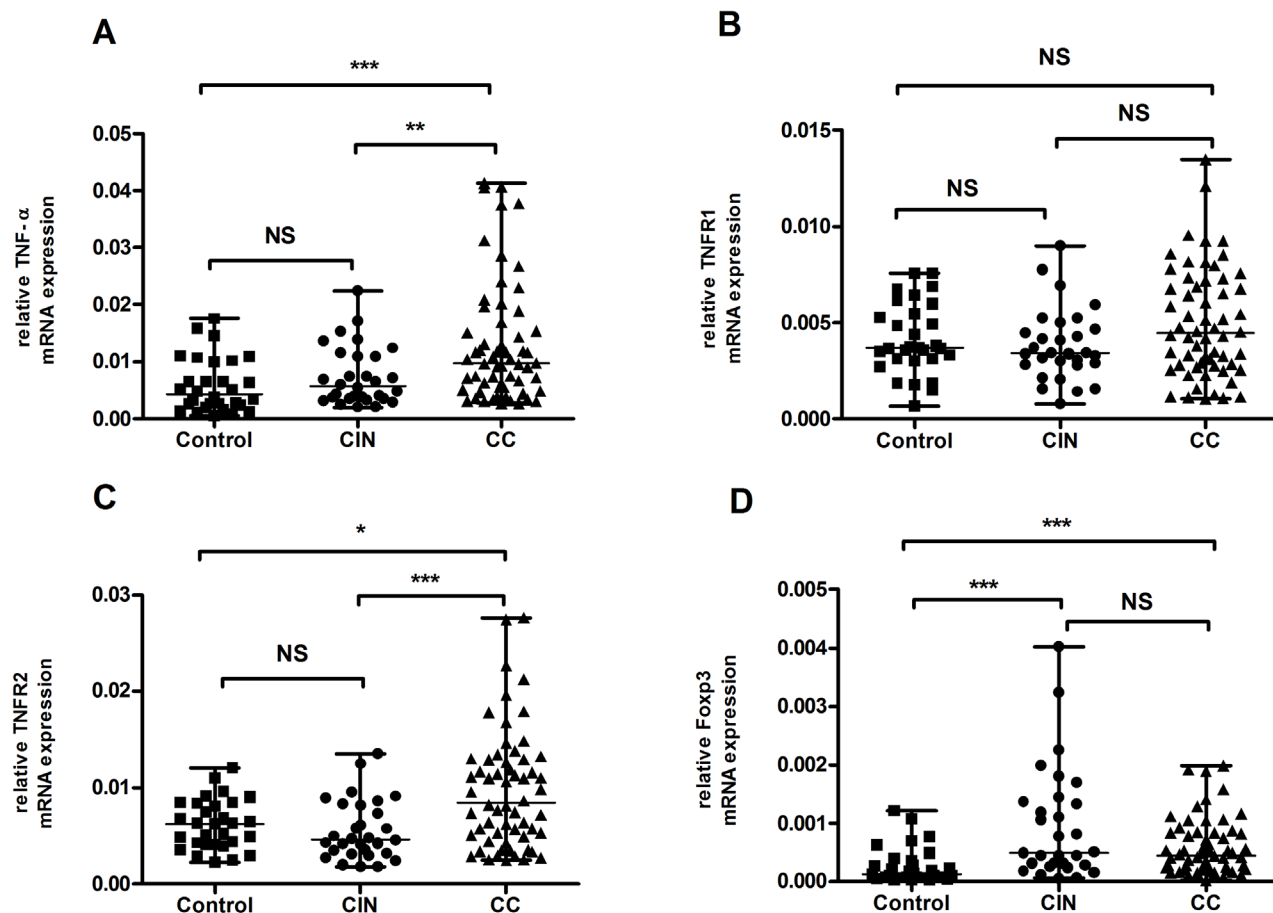 A
***
**
NS
relative TNF- α
mRNA expression
0.05
0.04
0.03
0.02
0.01
0.00
Control
CIN
CC
B
NS
NS
NS
relative TNFR1
mRNA expression
0.015
0.010
0.005
0.000
Control
CIN
CC
C
*
***
NS
relative TNFR2
mRNA expression
0.03
0.02
0.01
0.00
Control
CIN
CC
D
***
***
NS
relative Foxp3
mRNA expression
0.005
0.004
0.003
0.002
0.001
0.000
Control
CIN
CC